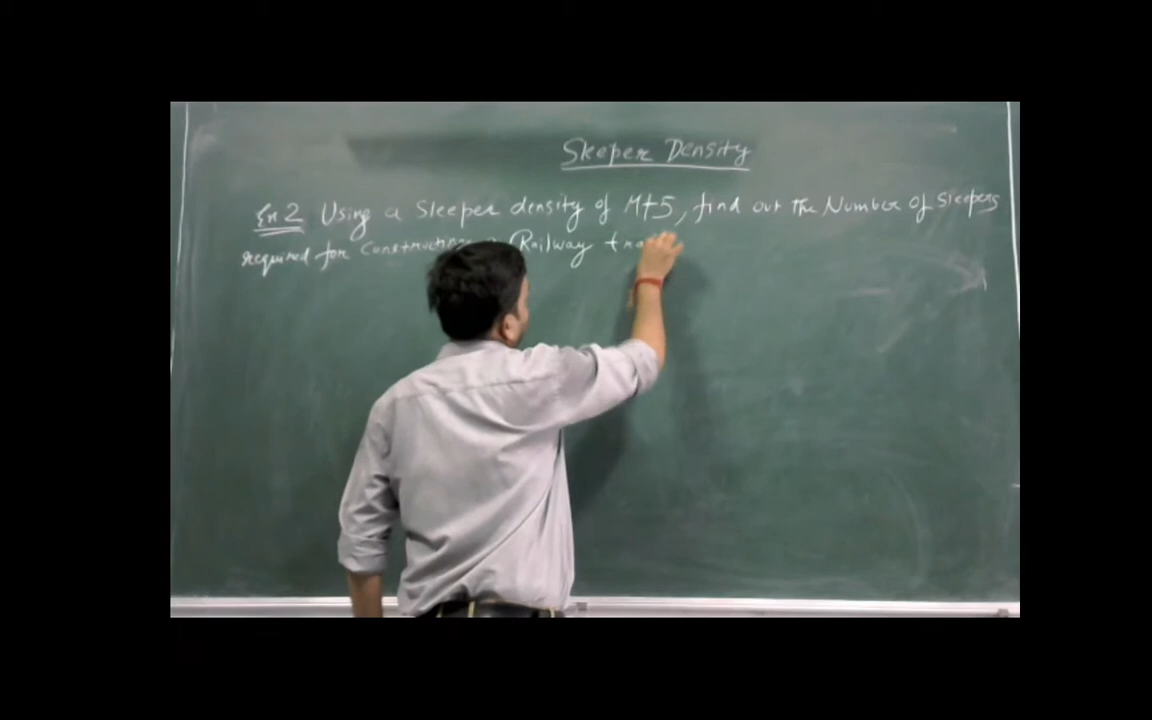 Sleeper Density
Ex 2 Using a Sleeper density of M+5, find out the Number of Sleepers
required for Construction Railway tra